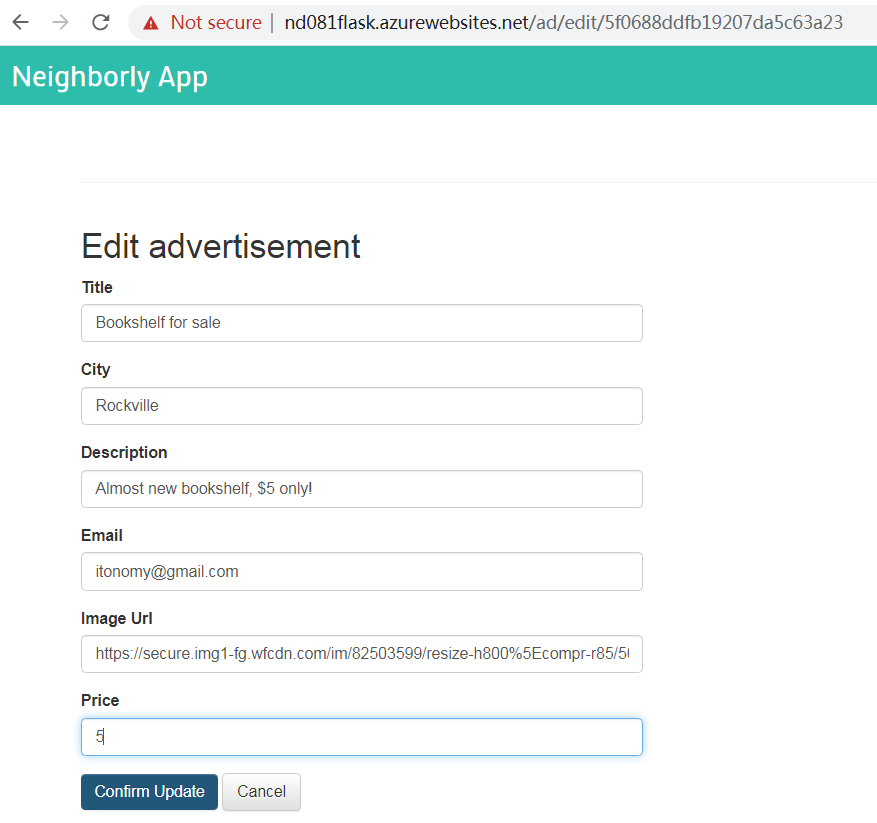 Not secure | nd081flask.azurewebsites.net/ad/edit/5f0688ddfb19207da5c63a23
Neighborly App
Edit advertisement
Title
Bookshelf for sale
City
Rockville
Description
Almost new bookshelf, $5 only!
Email
itonomy@gmail.com
Image Url
https://secure.img1-fg.wfcdn.com/im/82503599/resize-h800%5Ecompr-r85/50
Price
5
Confirm Update Cancel